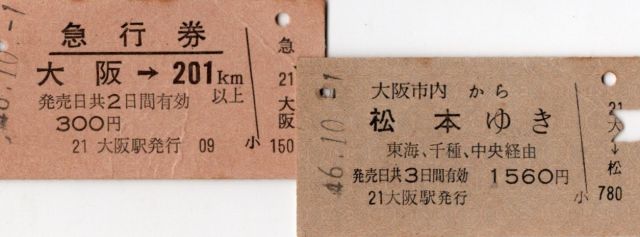 急行券
大阪→201km
以上
発売日共2日間有効
300円
21 大阪駅発行 09
小
急
21
大
阪
150
46.10.-1
大阪市内 から
松本ゆき
東海、千種、中央経由
発売日共3日間有効 1560円
21大阪駅発行
小
21
大
↓
松
780